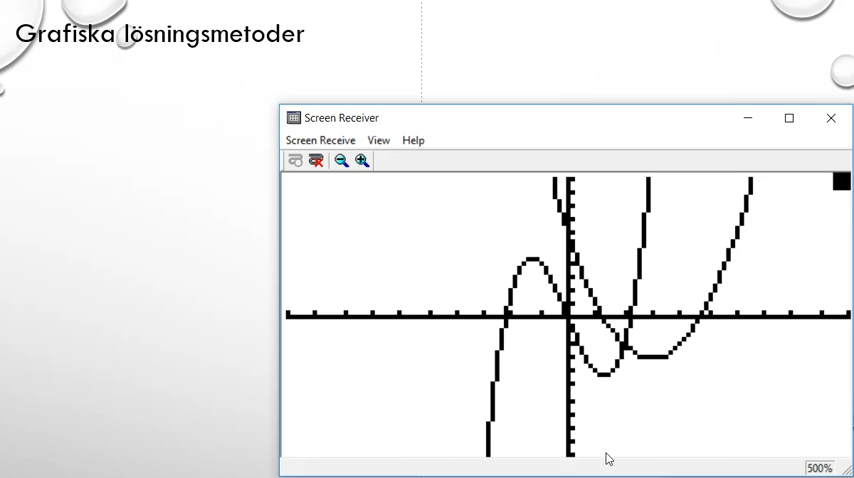 Grafiska lösningsmetoder
Screen Receiver
Screen Receive View Help
500%